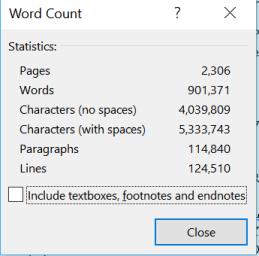 Word Count ? ×
Statistics:
Pages 2,306
Words 901,371
Characters (no spaces) 4,039,809
Characters (with spaces) 5,333,743
Paragraphs 114,840
Lines 124,510
Include textboxes, footnotes and endnotes
Close